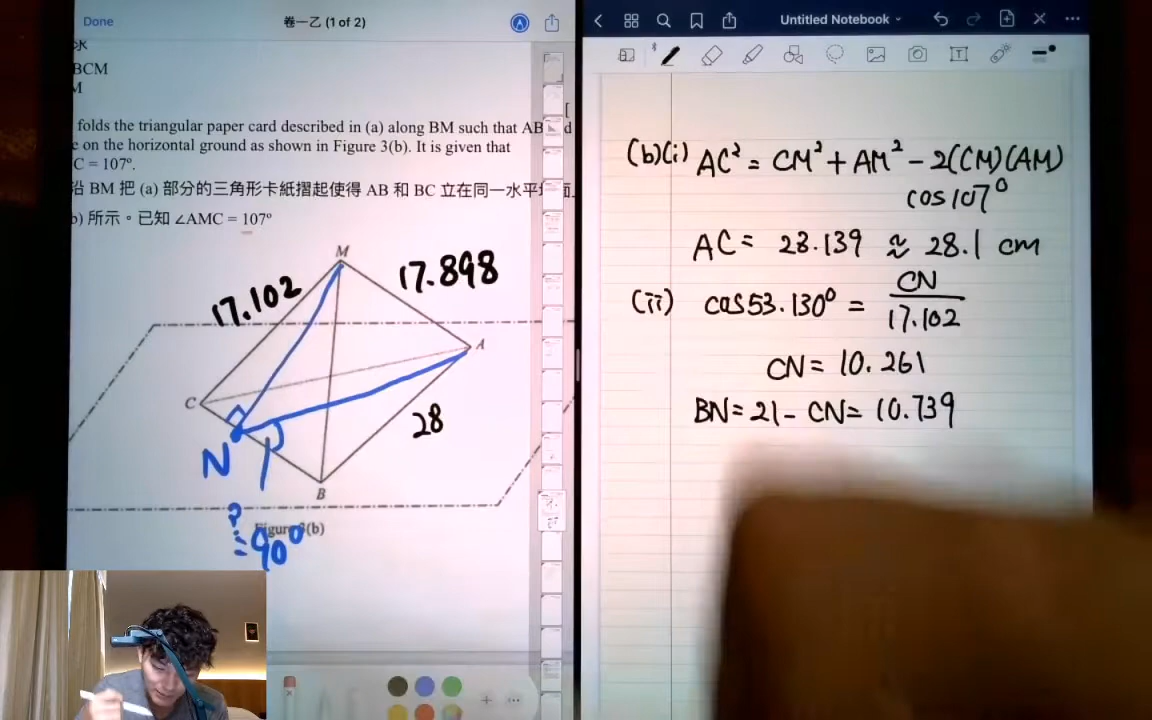 Done
卷一乙 (1 of 2)
Untitled Notebook
BCM
M
folds the triangular paper card described in (a) along BM such that AB
on the horizontal ground as shown in Figure 3(b). It is given that
C = 107°.
沿 BM 把 (a) 部分的三角形卡紙摺起使得 AB 和 BC 立在同一水平
b) 所示。已知 ∠AMC = 107°
M
17.102
17.898
A
C
N
28
B
?
Figure 3(b)
= 90°
(b)(i) AC² = CM² + AM² - 2(CM)(AM)
cos107°
AC = 28.139 ≈ 28.1 cm
(ii) cos53.130° = CN
17.102
CN = 10.261
BN = 21 - CN = 10.739